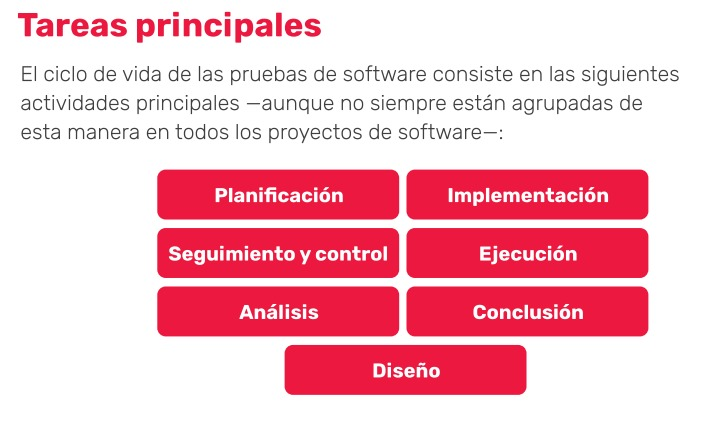 Tareas principales
El ciclo de vida de las pruebas de software consiste en las siguientes
actividades principales —aunque no siempre están agrupadas de
esta manera en todos los proyectos de software—:
Planificación
Implementación
Seguimiento y control
Ejecución
Análisis
Conclusión
Diseño